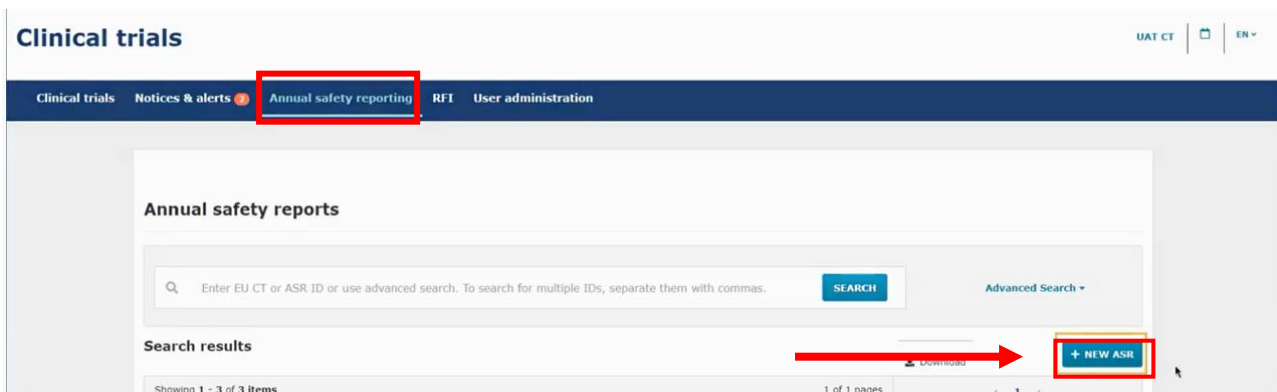 Clinical trials
UAT CT EN
Clinical trials Notices & alerts 2 Annual safety reporting RFI User administration
Annual safety reports
Enter EU CT or ASR ID or use advanced search. To search for multiple IDs, separate them with commas. SEARCH Advanced Search
Search results
Download + NEW ASR
Showing 1 - 3 of 3 items 1 of 1 pages